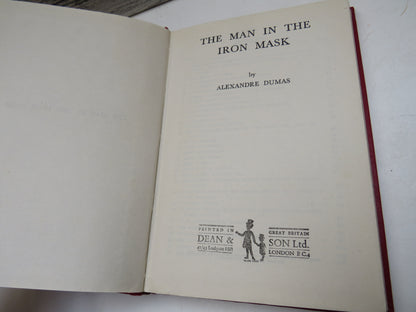 THE MAN IN THE
IRON MASK
by
ALEXANDRE DUMAS
PRINTED IN GREAT BRITAIN
DEAN & SON Ltd.
LONDON E.C.4